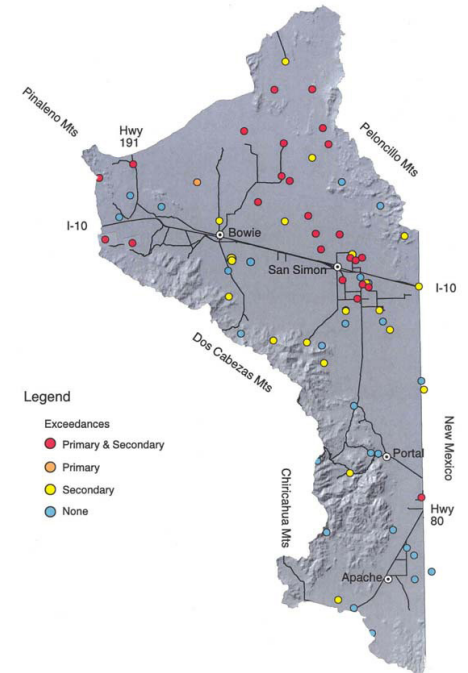 Pinaleno Mts
Hwy
191
Peloncillo Mts
I-10
Bowie
San Simon
I-10
Dos Cabezas Mts
Legend
Exceedances
Primary & Secondary
Primary
Secondary
None
New Mexico
Portal
Chiricahua Mts
Hwy
80
Apache